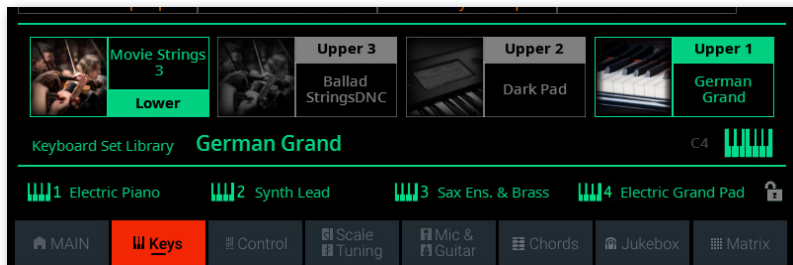 Movie Strings
3
Lower
Upper 3
Ballad
StringsDNC
Upper 2
Dark Pad
Upper 1
German
Grand
Keyboard Set Library German Grand C4
1 Electric Piano 2 Synth Lead 3 Sax Ens. & Brass 4 Electric Grand Pad
MAIN Keys Control Scale Tuning Mic & Guitar Chords Jukebox Matrix